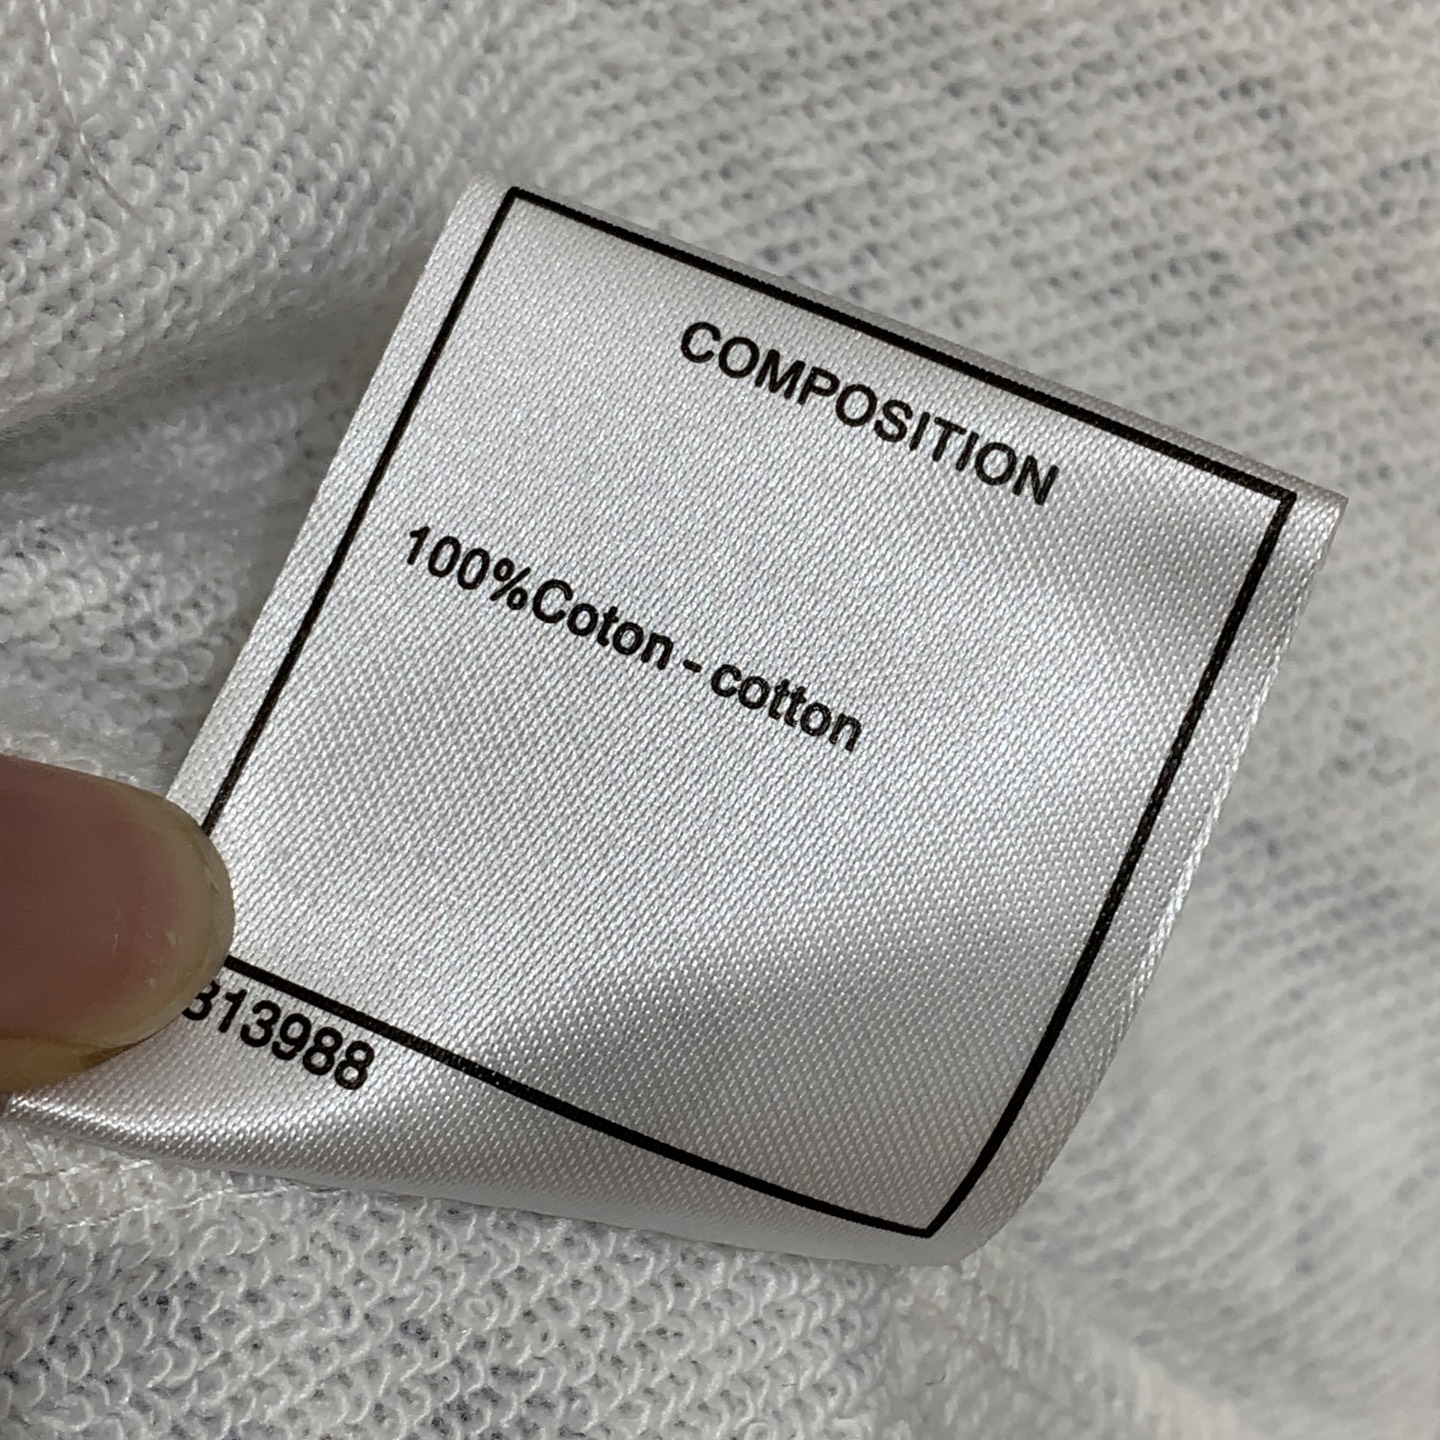 COMPOSITION
100%Coton - cotton
313988